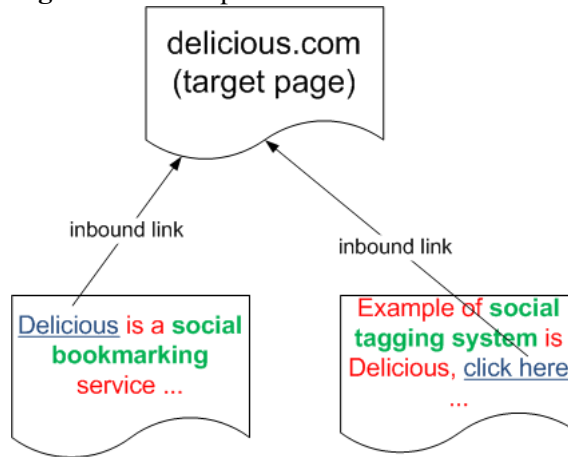 delicious.com
(target page)
inbound link
inbound link
Delicious is a social
bookmarking
service ...
Example of social
tagging system is
Delicious, click here
...